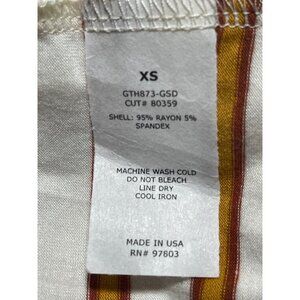 XS
GTH873-GSD
CUT# 80359
SHELL: 95% RAYON 5%
SPANDEX
MACHINE WASH COLD
DO NOT BLEACH
LINE DRY
COOL IRON
MADE IN USA
RN# 97803